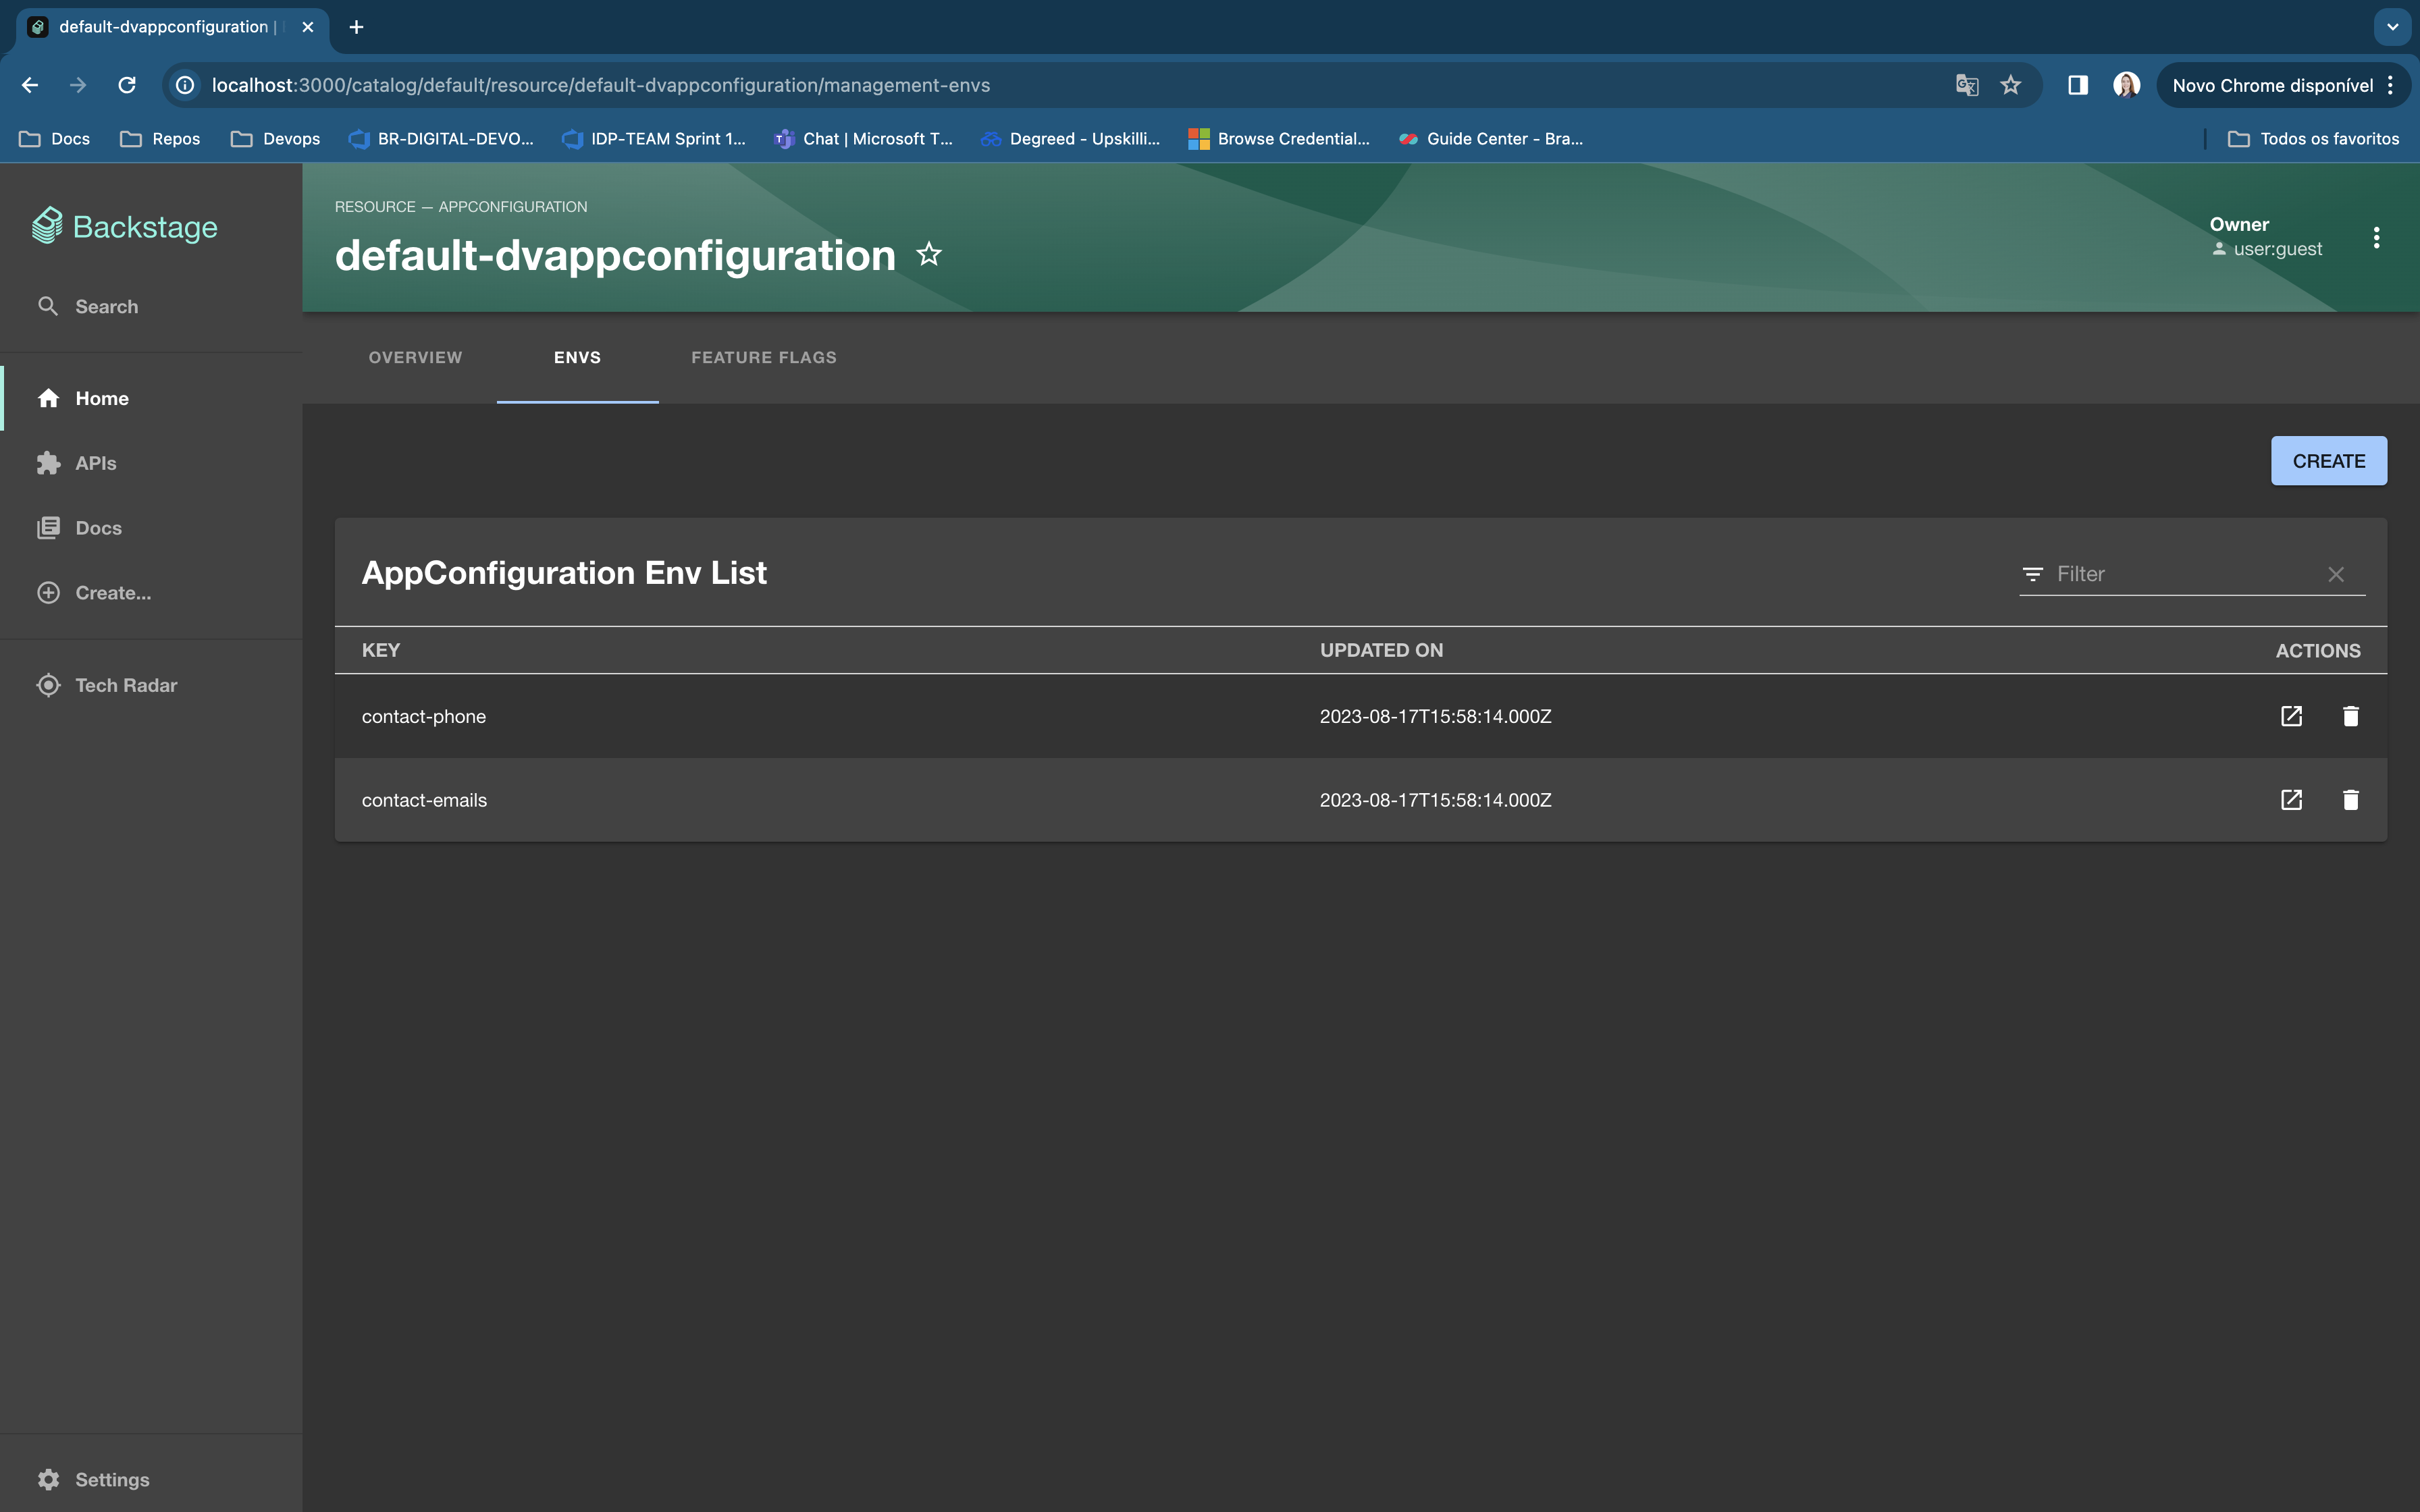 default-dvappconfiguration |
localhost:3000/catalog/default/resource/default-dvappconfiguration/management-envs
Novo Chrome disponível
Docs
Repos
Devops
BR-DIGITAL-DEVO...
IDP-TEAM Sprint 1...
Chat | Microsoft T...
Degreed - Upskilli...
Browse Credential...
Guide Center - Bra...
Todos os favoritos
Backstage
Search
Home
APIs
Docs
Create...
Tech Radar
Settings
RESOURCE — APPCONFIGURATION
default-dvappconfiguration
Owner
user:guest
OVERVIEW
ENVS
FEATURE FLAGS
CREATE
AppConfiguration Env List
Filter
KEY UPDATED ON ACTIONS
contact-phone 2023-08-17T15:58:14.000Z
contact-emails 2023-08-17T15:58:14.000Z